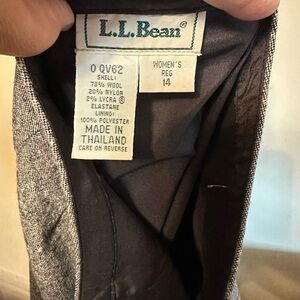 L.L.Bean®
0 QV62
SHELL:
78% WOOL
20% NYLON
2% LYCRA ®
ELASTANE
LINING:
100% POLYESTER
MADE IN
THAILAND
CARE ON REVERSE
WOMEN'S
REG
14